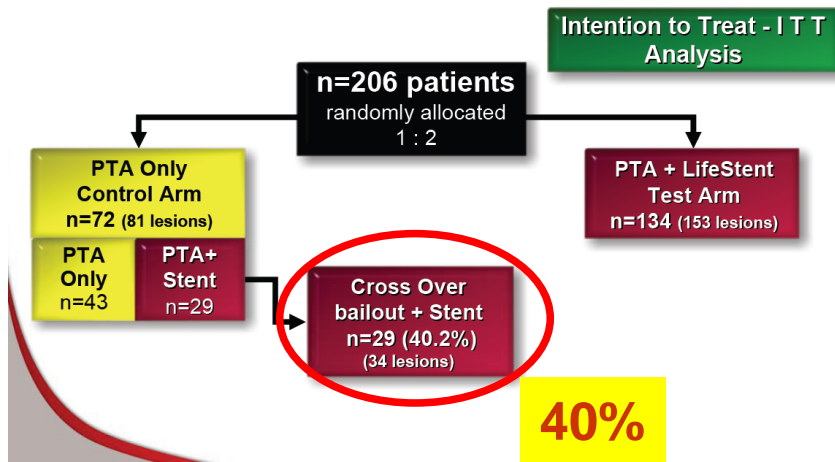 Intention to Treat - I T T
Analysis
n=206 patients
randomly allocated
1 : 2
PTA Only
Control Arm
n=72 (81 lesions)
PTA
Only
n=43
PTA+
Stent
n=29
PTA + LifeStent
Test Arm
n=134 (153 lesions)
Cross Over
bailout + Stent
n=29 (40.2%)
(34 lesions)
40%